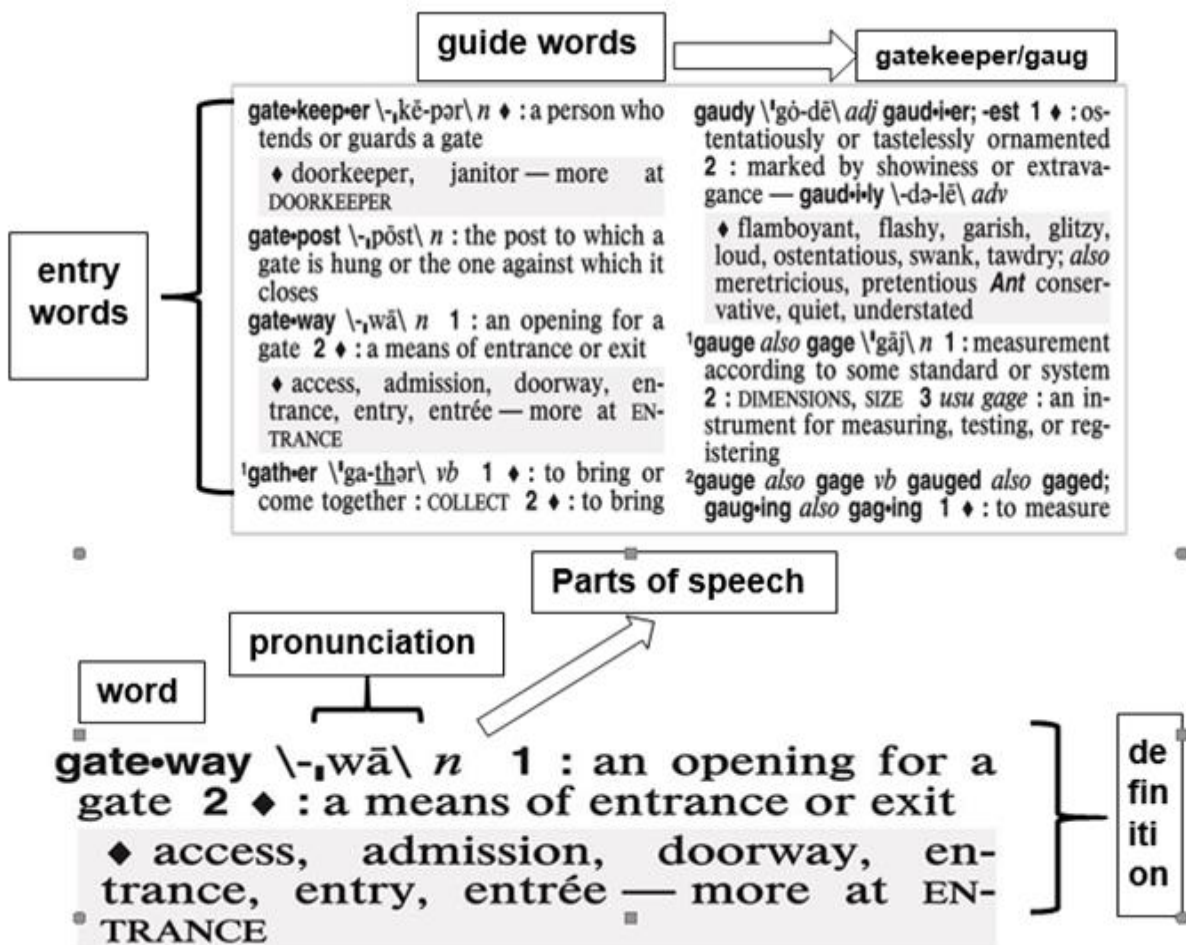 guide words
gatekeeper/gaug
entry
words
gate•keep•er \-ˌkē-pər\ n ♦ : a person who
tends or guards a gate
♦ doorkeeper, janitor — more at
DOORKEEPER
gate•post \-ˌpōst\ n : the post to which a
gate is hung or the one against which it
closes
gate•way \-ˌwā\ n 1 : an opening for a
gate 2 ♦ : a means of entrance or exit
♦ access, admission, doorway, en-
trance, entry, entrée — more at EN-
TRANCE
¹gath•er \ˈga-thər\ vb 1 ♦ : to bring or
come together : COLLECT 2 ♦ : to bring
gaudy \ˈgȯ-dē\ adj gaud•i•er; -est 1 ♦ : os-
tentatiously or tastelessly ornamented
2 : marked by showiness or extrava-
gance — gaud•i•ly \-də-lē\ adv
♦ flamboyant, flashy, garish, glitzy,
loud, ostentatious, swank, tawdry; also
meretricious, pretentious Ant conser-
vative, quiet, understated
¹gauge also gage \ˈgāj\ n 1 : measurement
according to some standard or system
2 : DIMENSIONS, SIZE 3 usu gage : an in-
strument for measuring, testing, or reg-
istering
²gauge also gage vb gauged also gaged;
gaug•ing also gag•ing 1 ♦ : to measure
Parts of speech
pronunciation
word
gate•way \-ˌwā\ n 1 : an opening for a
gate 2 ♦ : a means of entrance or exit
♦ access, admission, doorway, en-
trance, entry, entrée — more at EN-
TRANCE
de
fin
iti
on